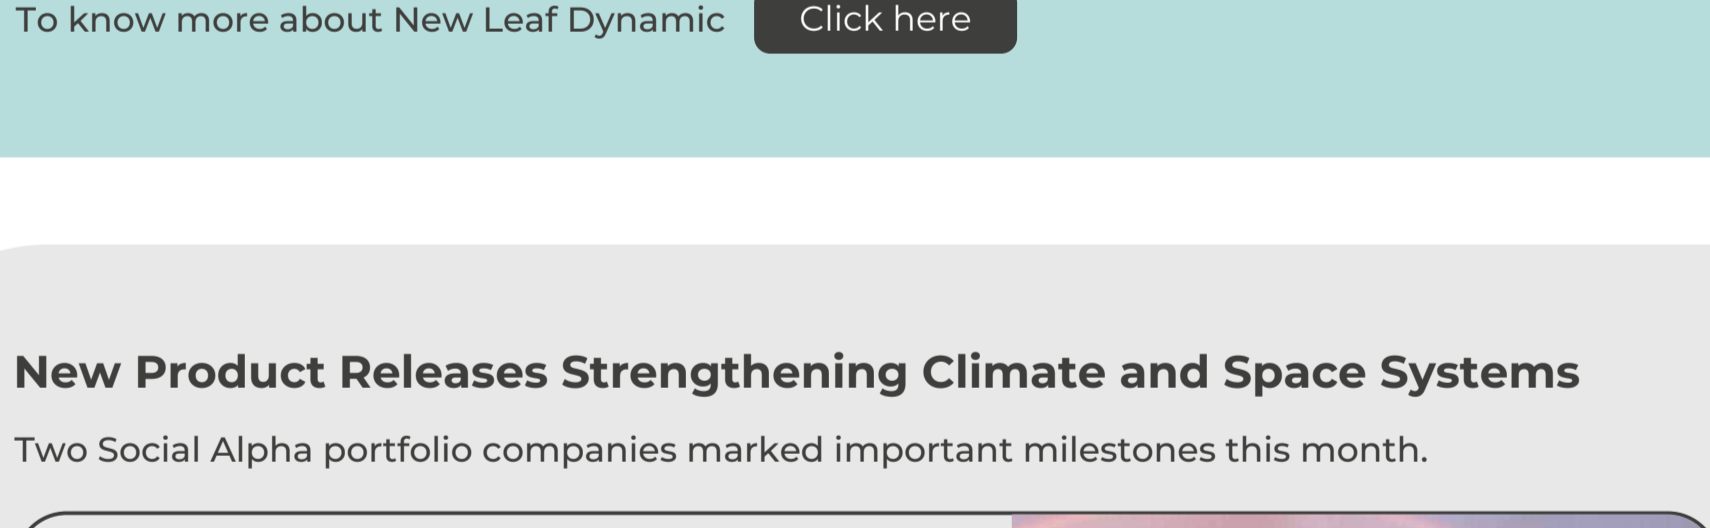 To know more about New Leaf Dynamic
Click here
New Product Releases Strengthening Climate and Space Systems
Two Social Alpha portfolio companies marked important milestones this month.